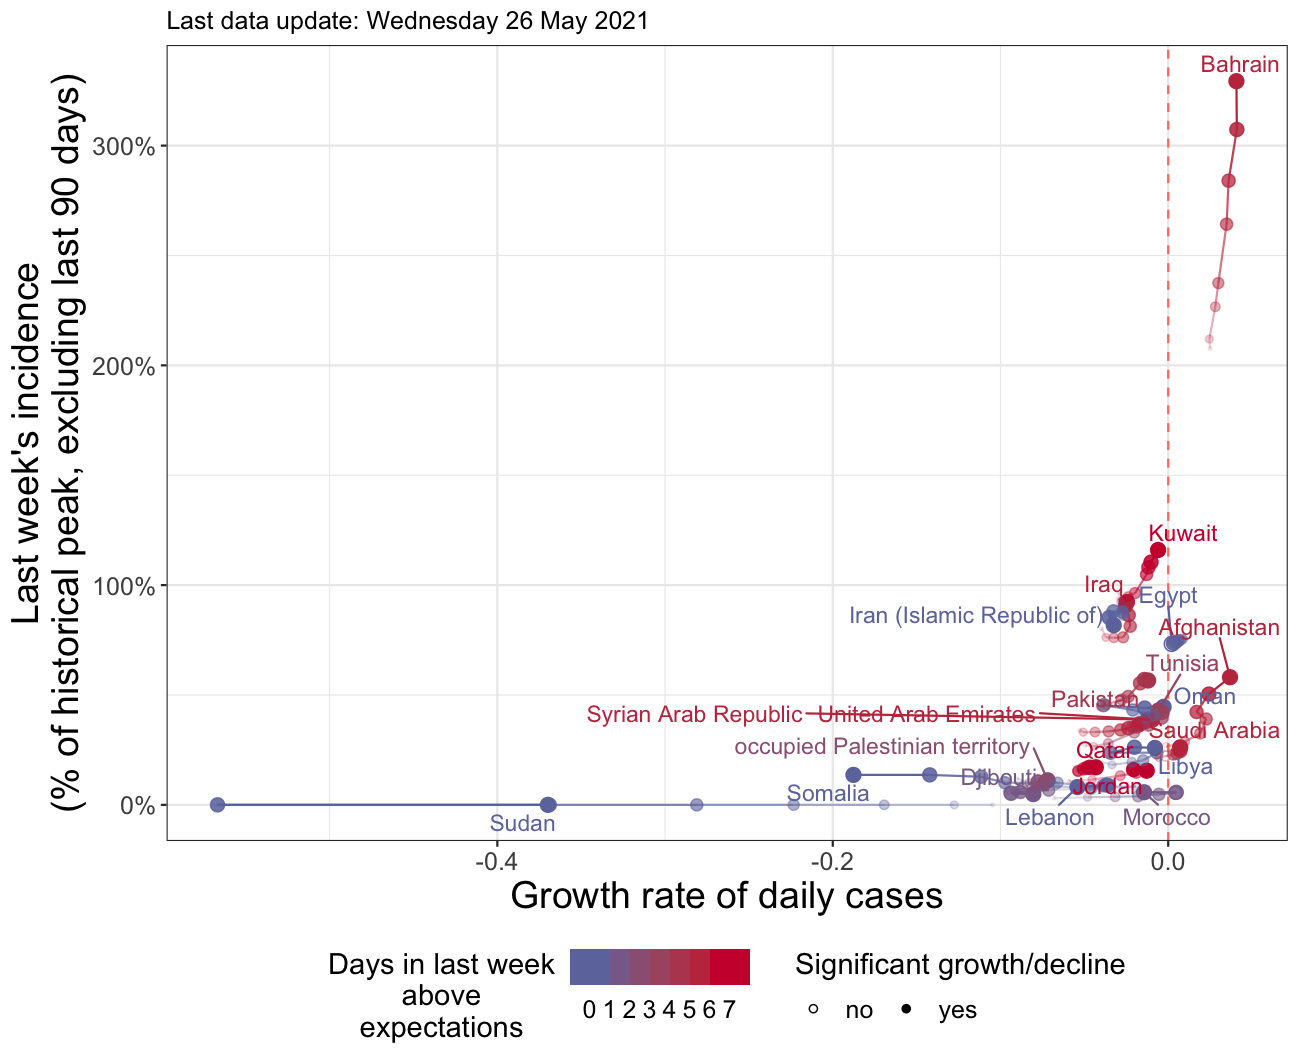 Last data update: Wednesday 26 May 2021
Last week's incidence
(% of historical peak, excluding last 90 days)
300%
200%
100%
0%
Bahrain
Kuwait
Iraq
Egypt
Iran (Islamic Republic of)
Afghanistan
Tunisia
Pakistan
Oman
Syrian Arab Republic
United Arab Emirates
Saudi Arabia
occupied Palestinian territory
Qatar
Libya
Djibouti
Jordan
Somalia
Lebanon
Morocco
Sudan
-0.4
-0.2
0.0
Growth rate of daily cases
Days in last week
above
expectations
0 1 2 3 4 5 6 7
Significant growth/decline
no
yes